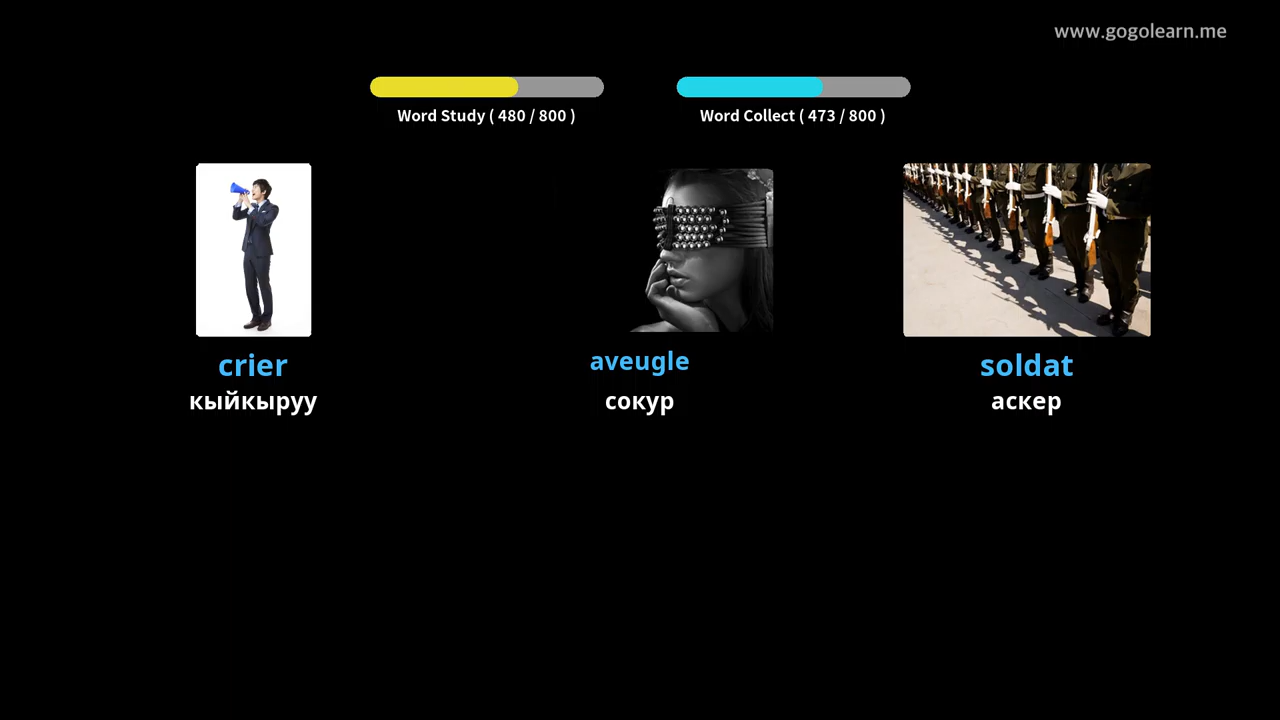 www.gogolearn.me
Word Study ( 480 / 800 )
Word Collect ( 473 / 800 )
crier
кыйкыруу
aveugle
сокур
soldat
аскер